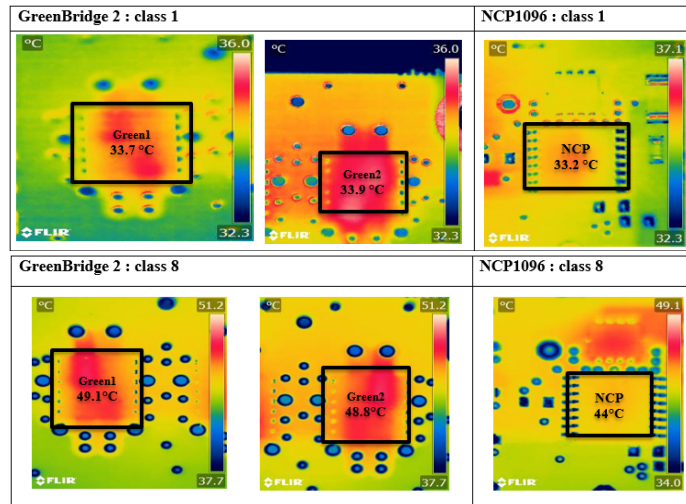 GreenBridge 2 : class 1
NCP1096 : class 1
°C
36.0
Green1
33.7 °C
FLIR
32.3
°C
36.0
Green2
33.9 °C
FLIR
32.3
°C
37.1
NCP
33.2 °C
FLIR
32.3
GreenBridge 2 : class 8
NCP1096 : class 8
°C
51.2
Green1
49.1°C
FLIR
37.7
°C
51.2
Green2
48.8°C
FLIR
37.7
°C
49.1
NCP
44°C
FLIR
34.0